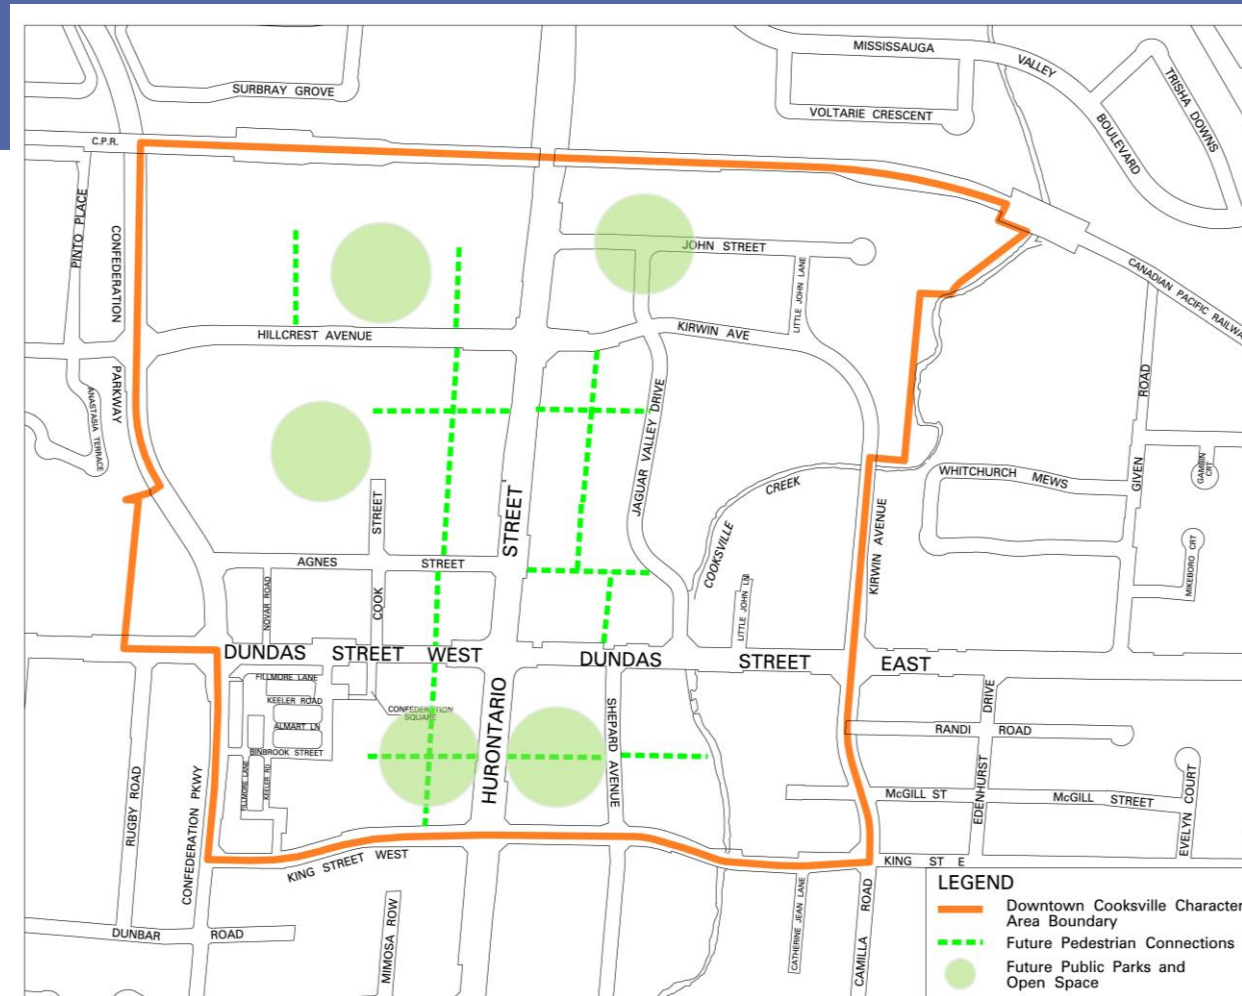 MISSISSAUGA
VALLEY
BOULEVARD
TRISHA DOWNS
SURBRAY GROVE
VOLTARIE CRESCENT
C.P.R.
PINTO PLACE
CONFEDERATION
PARKWAY
JOHN STREET
LITTLE JOHN LANE
CANADIAN PACIFIC RAILWA
HILLCREST AVENUE
KIRWIN AVE
ANASTASIA TERRACE
JAGUAR VALLEY DRIVE
GIVEN ROAD
GAMBIN
CRT
WHITCHURCH MEWS
COOKSVILLE CREEK
KIRWIN AVENUE
MIKEBORO CRT
COOK STREET
AGNES STREET
NOVAR ROAD
HURONTARIO STREET
LITTLE JOHN LN
DUNDAS STREET WEST
DUNDAS STREET EAST
FILLMORE LANE
KEELER ROAD
ALMART LN
BINBROOK STREET
FILLMORE LANE
KEELER RD
CONFEDERATION
SQUARE
SHEPARD AVENUE
RANDI ROAD
EDENHURST DRIVE
McGILL ST
McGILL STREET
EVELYN COURT
RUGBY ROAD
CONFEDERATION PKWY
KING STREET WEST
KING ST E
DUNBAR ROAD
MIMOSA ROW
CATHERINE JEAN LANE
CAMILLA ROAD
LEGEND
Downtown Cooksville Character
Area Boundary
Future Pedestrian Connections
Future Public Parks and
Open Space